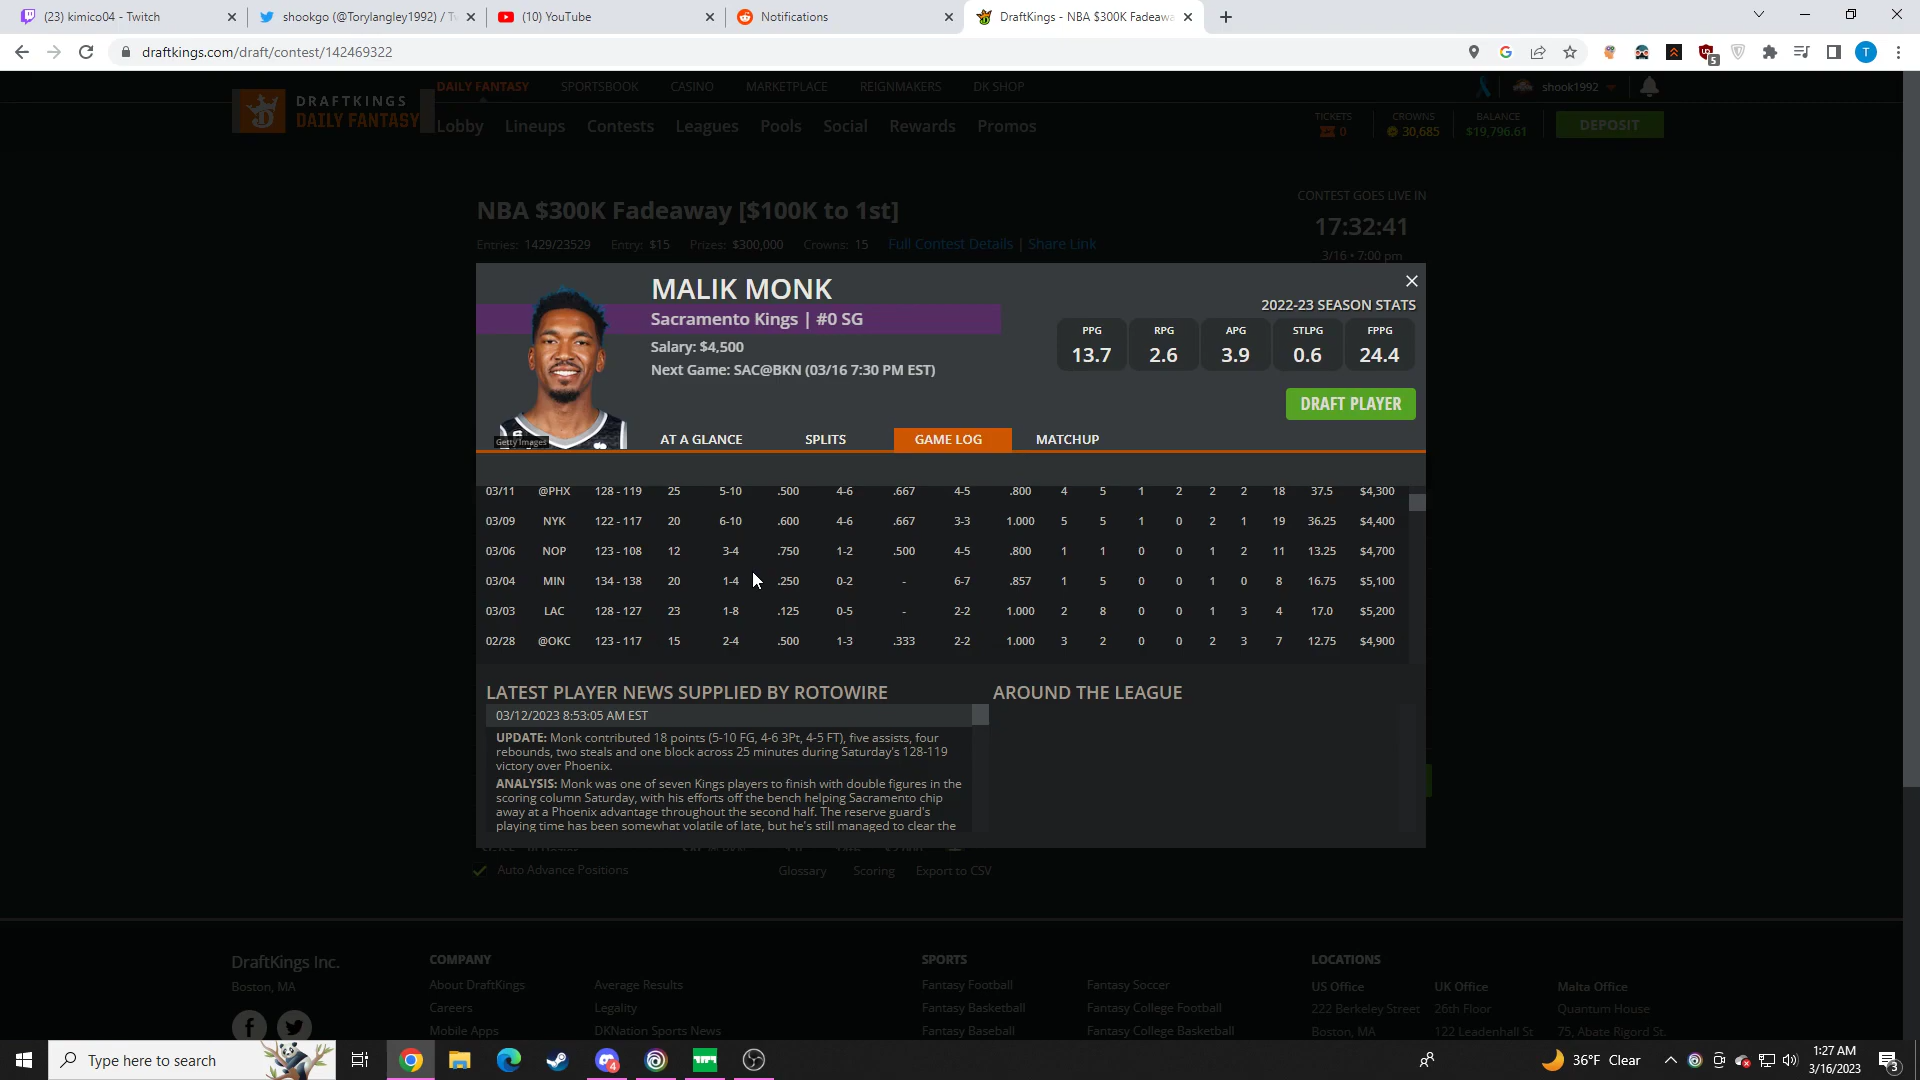 (23) kimico04 - Twitch
shookgo (@Torylangley1992) / Tw
(10) YouTube
Notifications
DraftKings - NBA $300K Fadeawa
draftkings.com/draft/contest/142469322
5
T
DRAFTKINGS
DAILY FANTASY
DAILY FANTASY SPORTSBOOK CASINO MARKETPLACE REIGNMAKERS DK SHOP
shook1992
Lobby Lineups Contests Leagues Pools Social Rewards Promos
TICKETS CROWNS BALANCE
0 30,685 $19,796.61
DEPOSIT
NBA $300K Fadeaway [$100K to 1st]
CONTEST GOES LIVE IN
17:32:41
3/16 • 7:00 pm
Entries: 1429/23529 Entry: $15 Prizes: $300,000 Crowns: 15 Full Contest Details | Share Link
MALIK MONK
Sacramento Kings | #0 SG
Salary: $4,500
Next Game: SAC@BKN (03/16 7:30 PM EST)
Getty Images
2022-23 SEASON STATS
PPG RPG APG STLPG FPPG
13.7 2.6 3.9 0.6 24.4
DRAFT PLAYER
AT A GLANCE SPLITS GAME LOG MATCHUP
03/11 @PHX 128 - 119 25 5-10 .500 4-6 .667 4-5 .800 4 5 1 2 2 2 18 37.5 $4,300
03/09 NYK 122 - 117 20 6-10 .600 4-6 .667 3-3 1.000 5 5 1 0 2 1 19 36.25 $4,400
03/06 NOP 123 - 108 12 3-4 .750 1-2 .500 4-5 .800 1 1 0 0 1 2 11 13.25 $4,700
03/04 MIN 134 - 138 20 1-4 .250 0-2 - 6-7 .857 1 5 0 0 1 0 8 16.75 $5,100
03/03 LAC 128 - 127 23 1-8 .125 0-5 - 2-2 1.000 2 8 0 0 1 3 4 17.0 $5,200
02/28 @OKC 123 - 117 15 2-4 .500 1-3 .333 2-2 1.000 3 2 0 0 2 3 7 12.75 $4,900
LATEST PLAYER NEWS SUPPLIED BY ROTOWIRE
AROUND THE LEAGUE
03/12/2023 8:53:05 AM EST
UPDATE: Monk contributed 18 points (5-10 FG, 4-6 3Pt, 4-5 FT), five assists, four
rebounds, two steals and one block across 25 minutes during Saturday's 128-119
victory over Phoenix.
ANALYSIS: Monk was one of seven Kings players to finish with double figures in the
scoring column Saturday, with his efforts off the bench helping Sacramento chip
away at a Phoenix advantage throughout the second half. The reserve guard's
playing time has been somewhat volatile of late, but he's still managed to clear the
Auto Advance Positions
Glossary Scoring Export to CSV
DraftKings Inc.
Boston, MA
COMPANY
About DraftKings Average Results
Careers Legality
Mobile Apps DKNation Sports News
SPORTS
Fantasy Football Fantasy Soccer
Fantasy Basketball Fantasy College Football
Fantasy Baseball Fantasy College Basketball
LOCATIONS
US Office UK Office Malta Office
222 Berkeley Street 26th Floor Quantum House
Boston, MA 122 Leadenhall St 75, Abate Rigord St.
Type here to search
4
36°F Clear
1:27 AM
3/16/2023
3